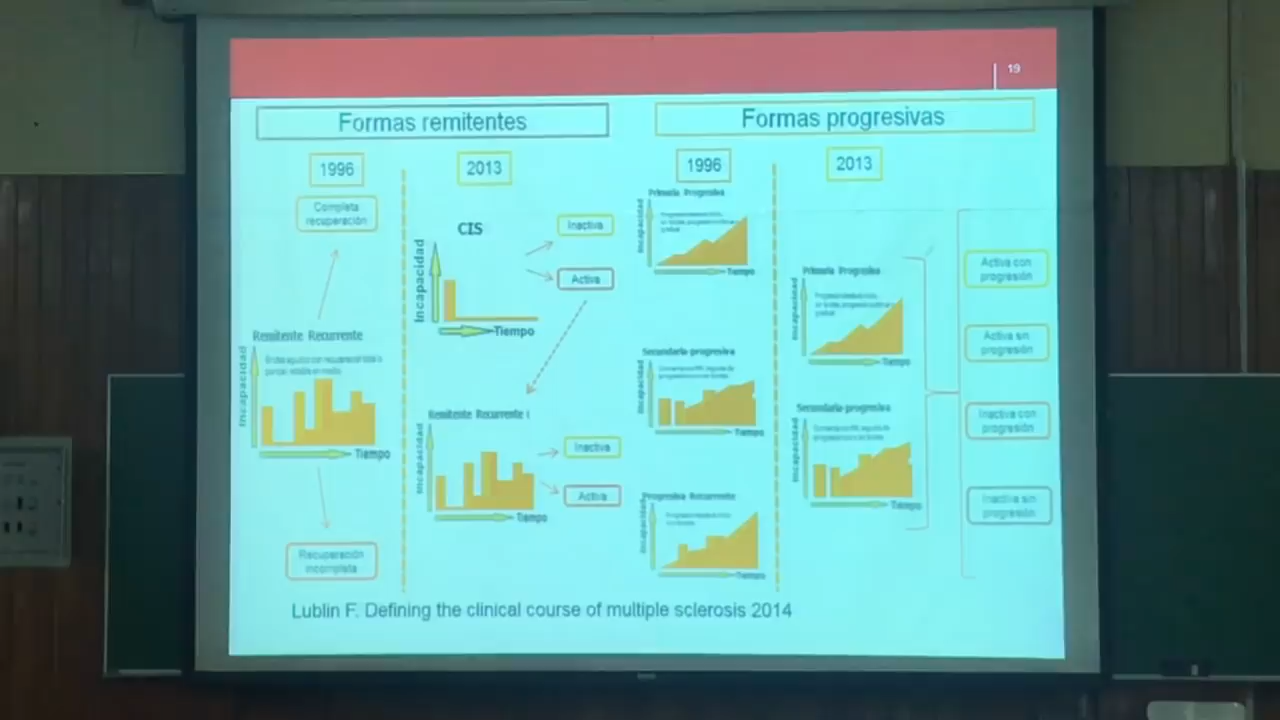 19
Formas remitentes
1996
Completa
recuperación
Remitente Recurrente
Incapacidad
Tiempo
Recuperación
incompleta
2013
CIS
Incapacidad
Tiempo
Inactiva
Activa
Remitente Recurrente
Incapacidad
Tiempo
Inactiva
Activa
Formas progresivas
1996
Primaria Progresiva
Incapacidad
Tiempo
Secundaria progresiva
Incapacidad
Tiempo
Progresiva Recurrente
Incapacidad
Tiempo
2013
Primaria Progresiva
Incapacidad
Tiempo
Secundaria progresiva
Incapacidad
Tiempo
Activa con
progresión
Activa sin
progresión
Inactiva con
progresión
Inactiva sin
progresión
Lublin F. Defining the clinical course of multiple sclerosis 2014